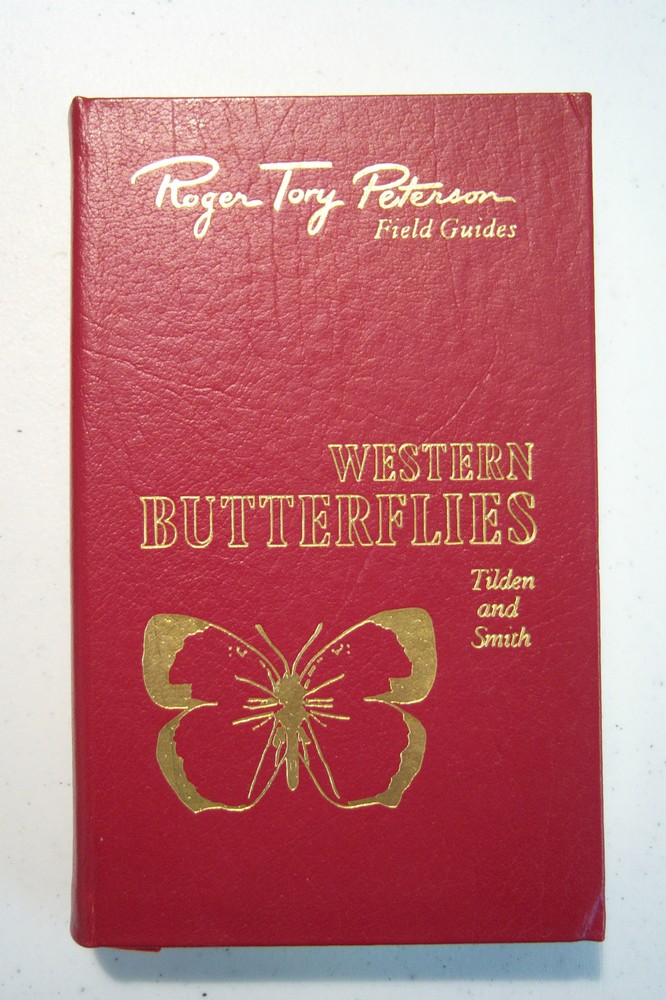 Roger Tory Peterson
Field Guides
WESTERN
BUTTERFLIES
Tilden
and
Smith